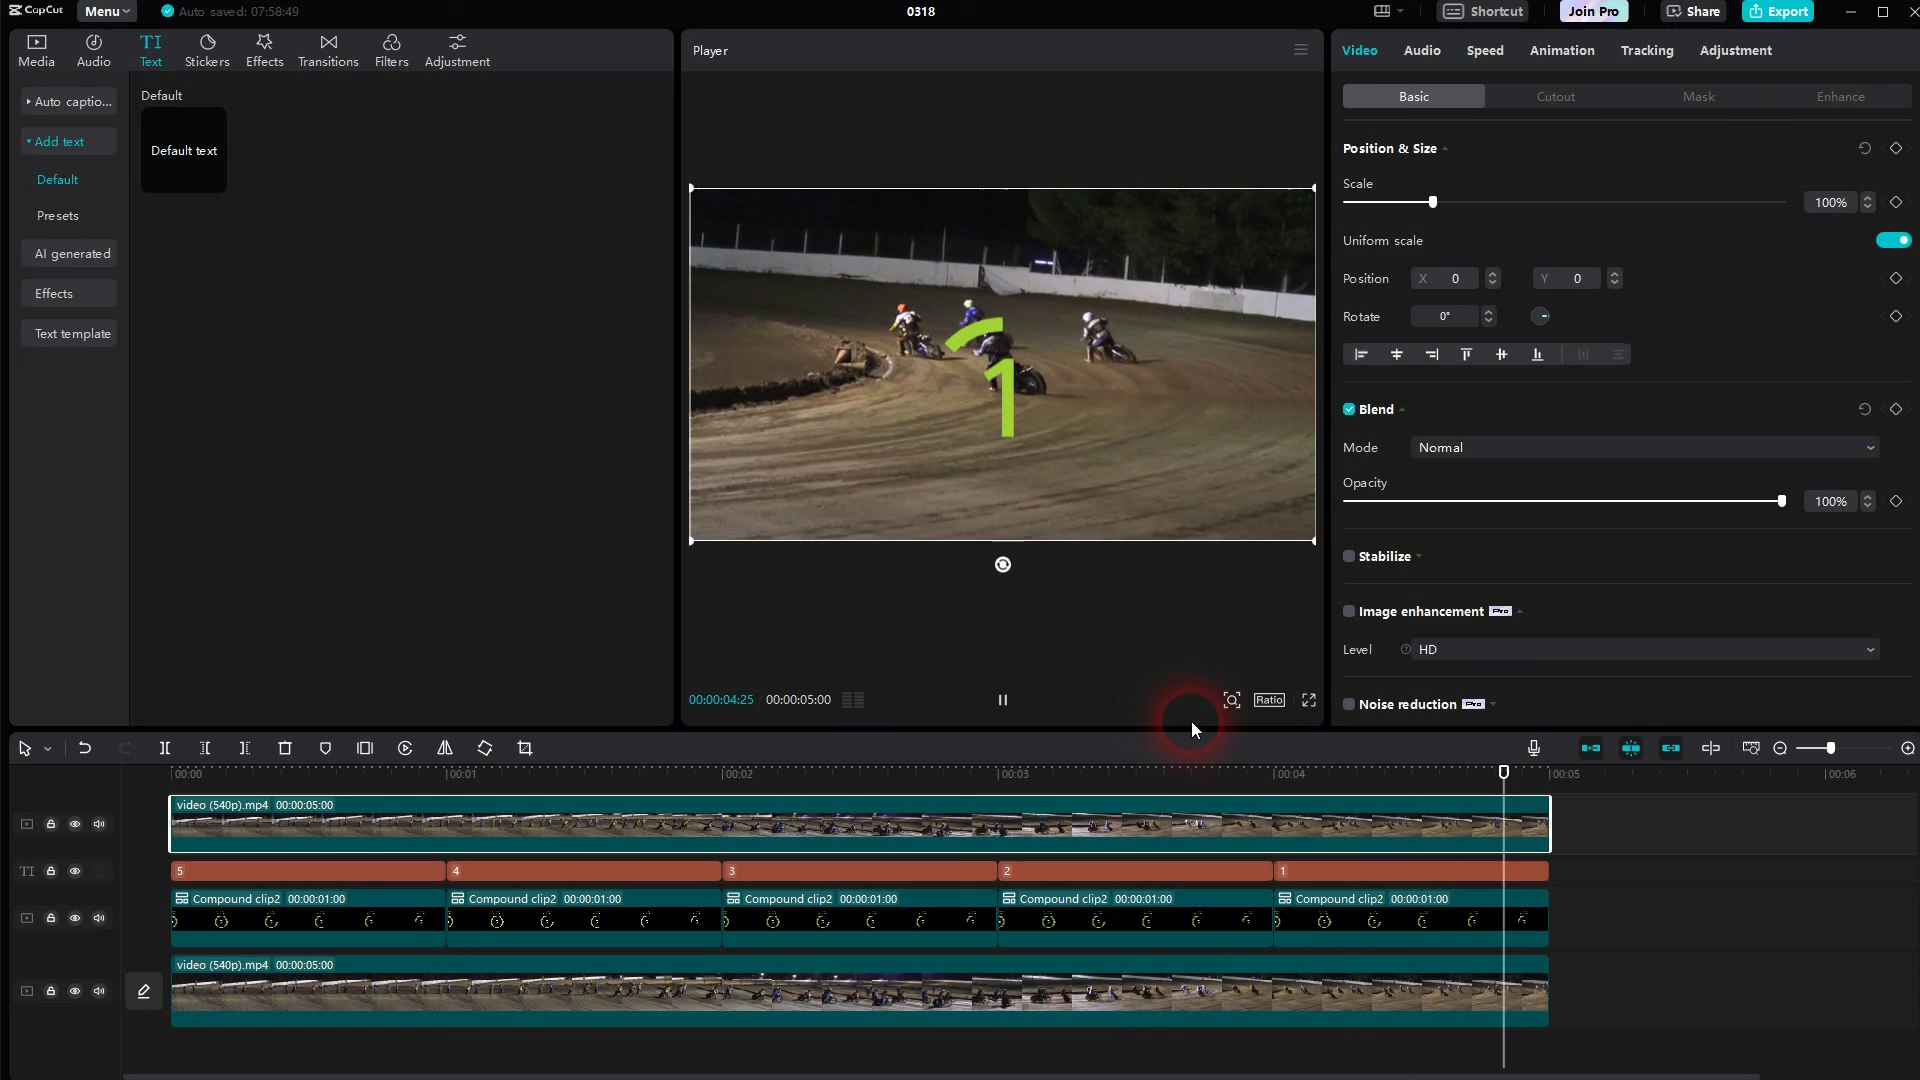 CapCut
Menu
Auto saved: 07:58:49
0318
Shortcut
Join Pro
Share
Export
Media
Audio
TI
Text
Stickers
Effects
Transitions
Filters
Adjustment
Auto captio...
Add text
Default
Presets
AI generated
Effects
Text template
Default
Default text
Player
1
00:00:04:25
00:00:05:00
Ratio
Video
Audio
Speed
Animation
Tracking
Adjustment
Basic
Cutout
Mask
Enhance
Position & Size
Scale
100%
Uniform scale
Position
X 0
Y 0
Rotate
0°
Blend
Mode
Normal
Opacity
100%
Stabilize
Image enhancement Pro
Level
HD
Noise reduction Pro
00:00
00:01
00:02
00:03
00:04
00:05
00:06
video (540p).mp4 00:00:05:00
TI
5
4
3
2
1
Compound clip2 00:00:01:00
Compound clip2 00:00:01:00
Compound clip2 00:00:01:00
Compound clip2 00:00:01:00
Compound clip2 00:00:01:00
video (540p).mp4 00:00:05:00